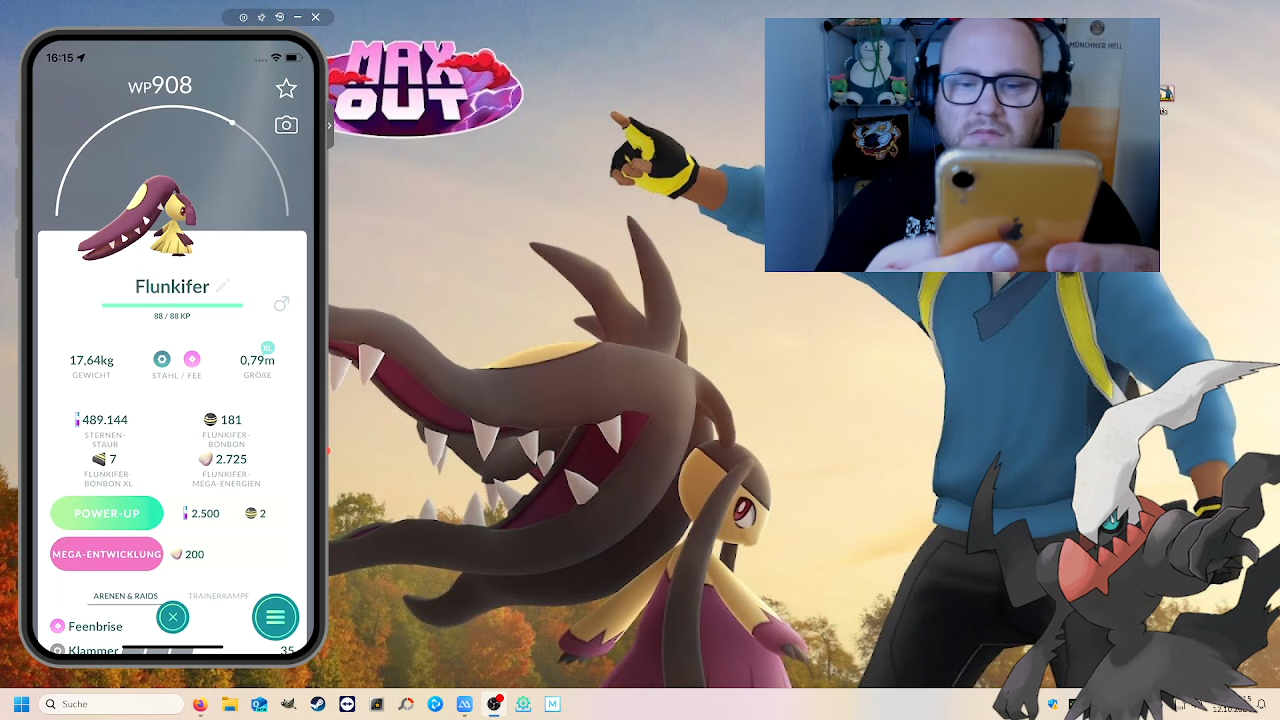 16:15
WP908
Flunkifer
88 / 88 KP
XL
17,64kg
GEWICHT
STAHL / FEE
0,79m
GRÖẞE
489.144
STERNEN-
STAUB
181
FLUNKIFER-
BONBON
7
FLUNKIFER-
BONBON XL
2.725
FLUNKIFER-
MEGA-ENERGIEN
POWER-UP
2.500
2
MEGA-ENTWICKLUNG
200
ARENEN & RAIDS
TRAINERKAMPF
Feenbrise
Klammer
35
MAX
OUT
MÜNCHNER HELL
Suche
M